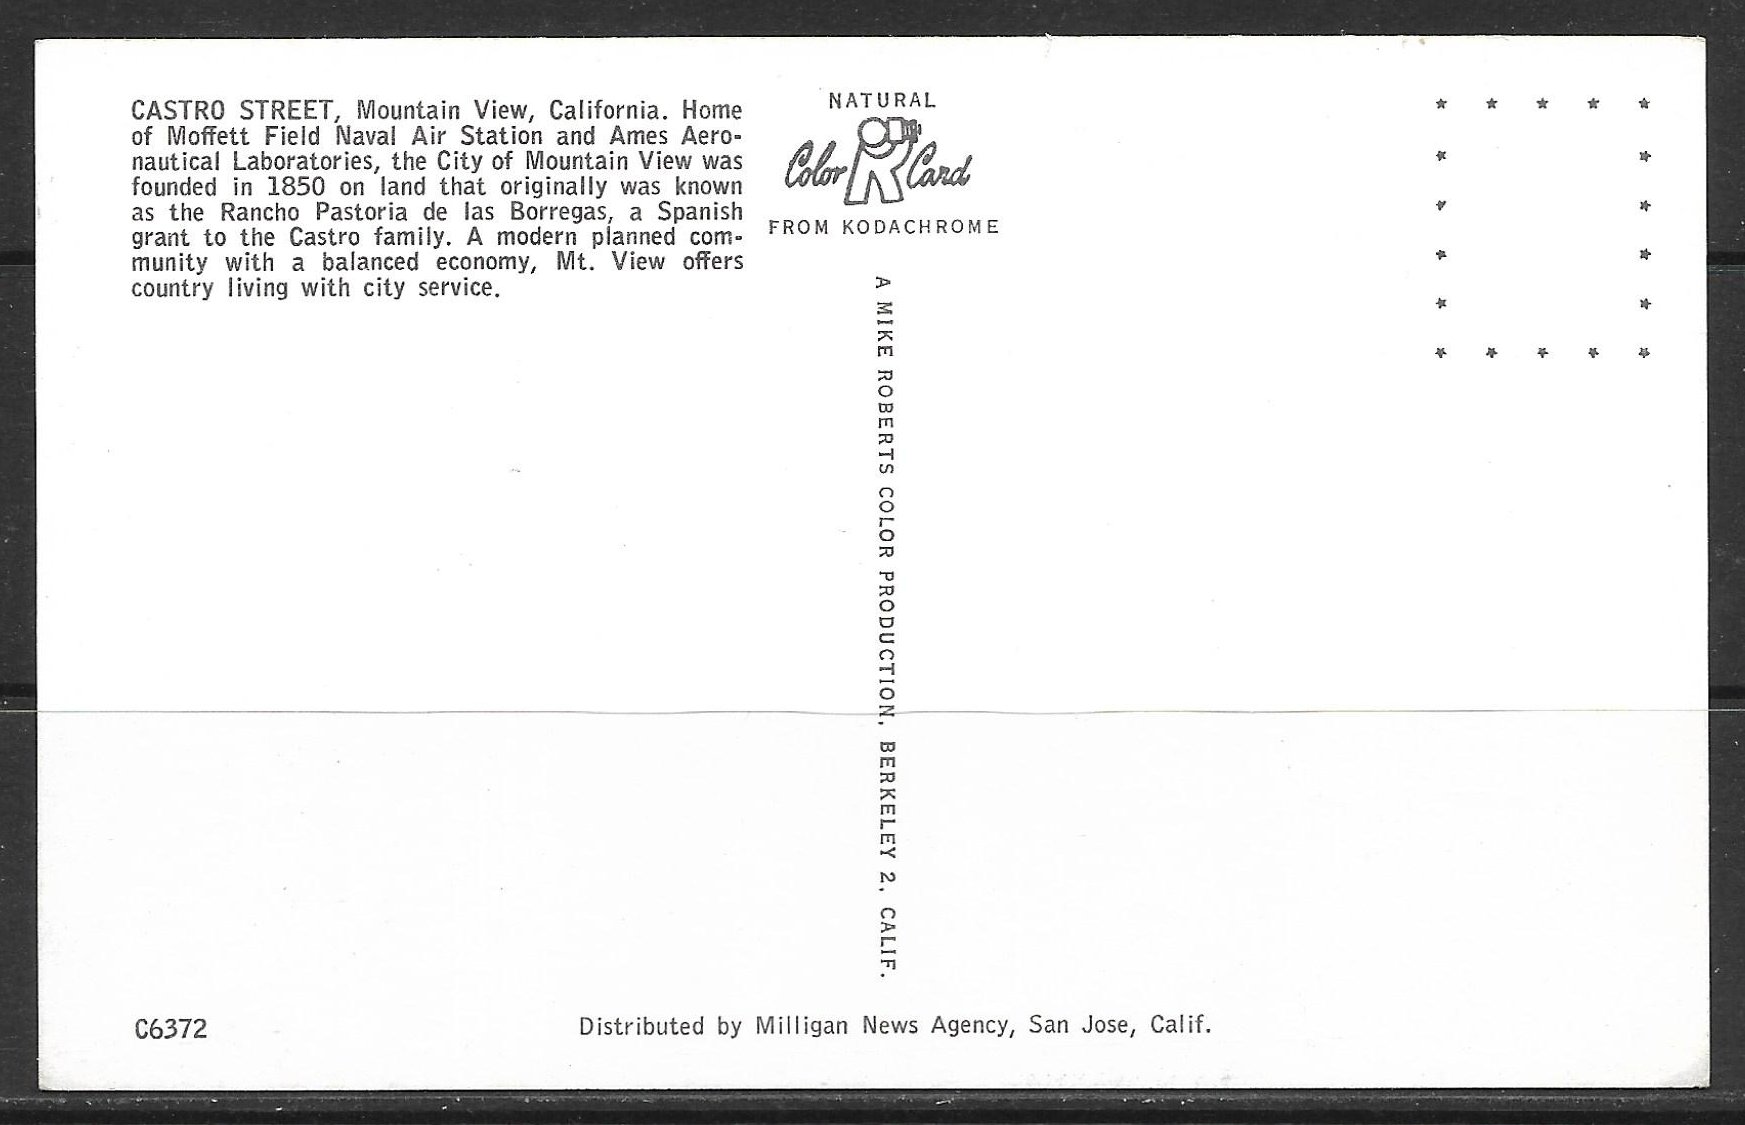 CASTRO STREET, Mountain View, California. Home
of Moffett Field Naval Air Station and Ames Aero-
nautical Laboratories, the City of Mountain View was
founded in 1850 on land that originally was known
as the Rancho Pastoria de las Borregas, a Spanish
grant to the Castro family. A modern planned com-
munity with a balanced economy, Mt. View offers
country living with city service.
NATURAL
Color Card
FROM KODACHROME
A MIKE ROBERTS COLOR PRODUCTION, BERKELEY 2, CALIF.
C6372
Distributed by Milligan News Agency, San Jose, Calif.